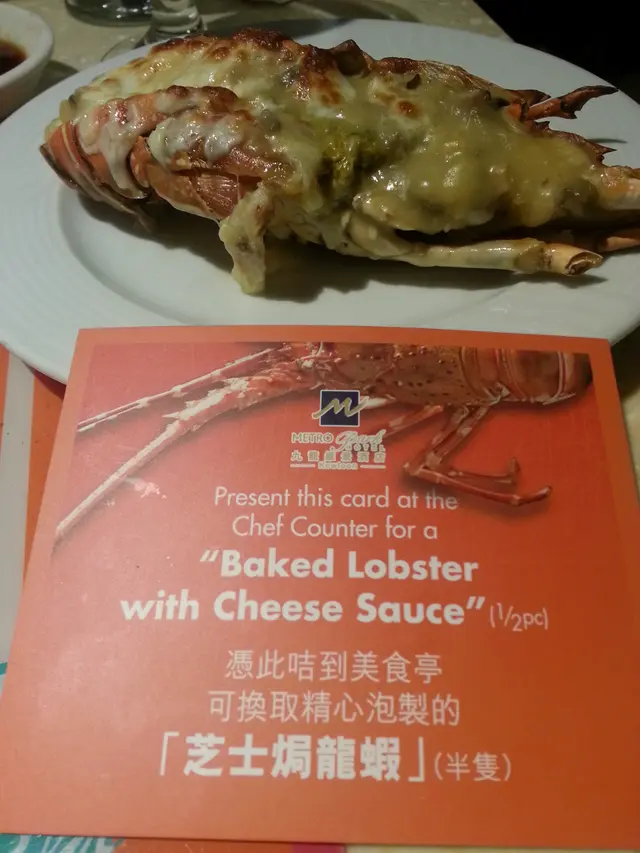 METRO Park
HOTEL
九龍維景酒店
Kowloon
Present this card at the
Chef Counter for a
“Baked Lobster
with Cheese Sauce” (1/2pc)
憑此咭到美食亭
可換取精心泡製的
「芝士焗龍蝦」(半隻)